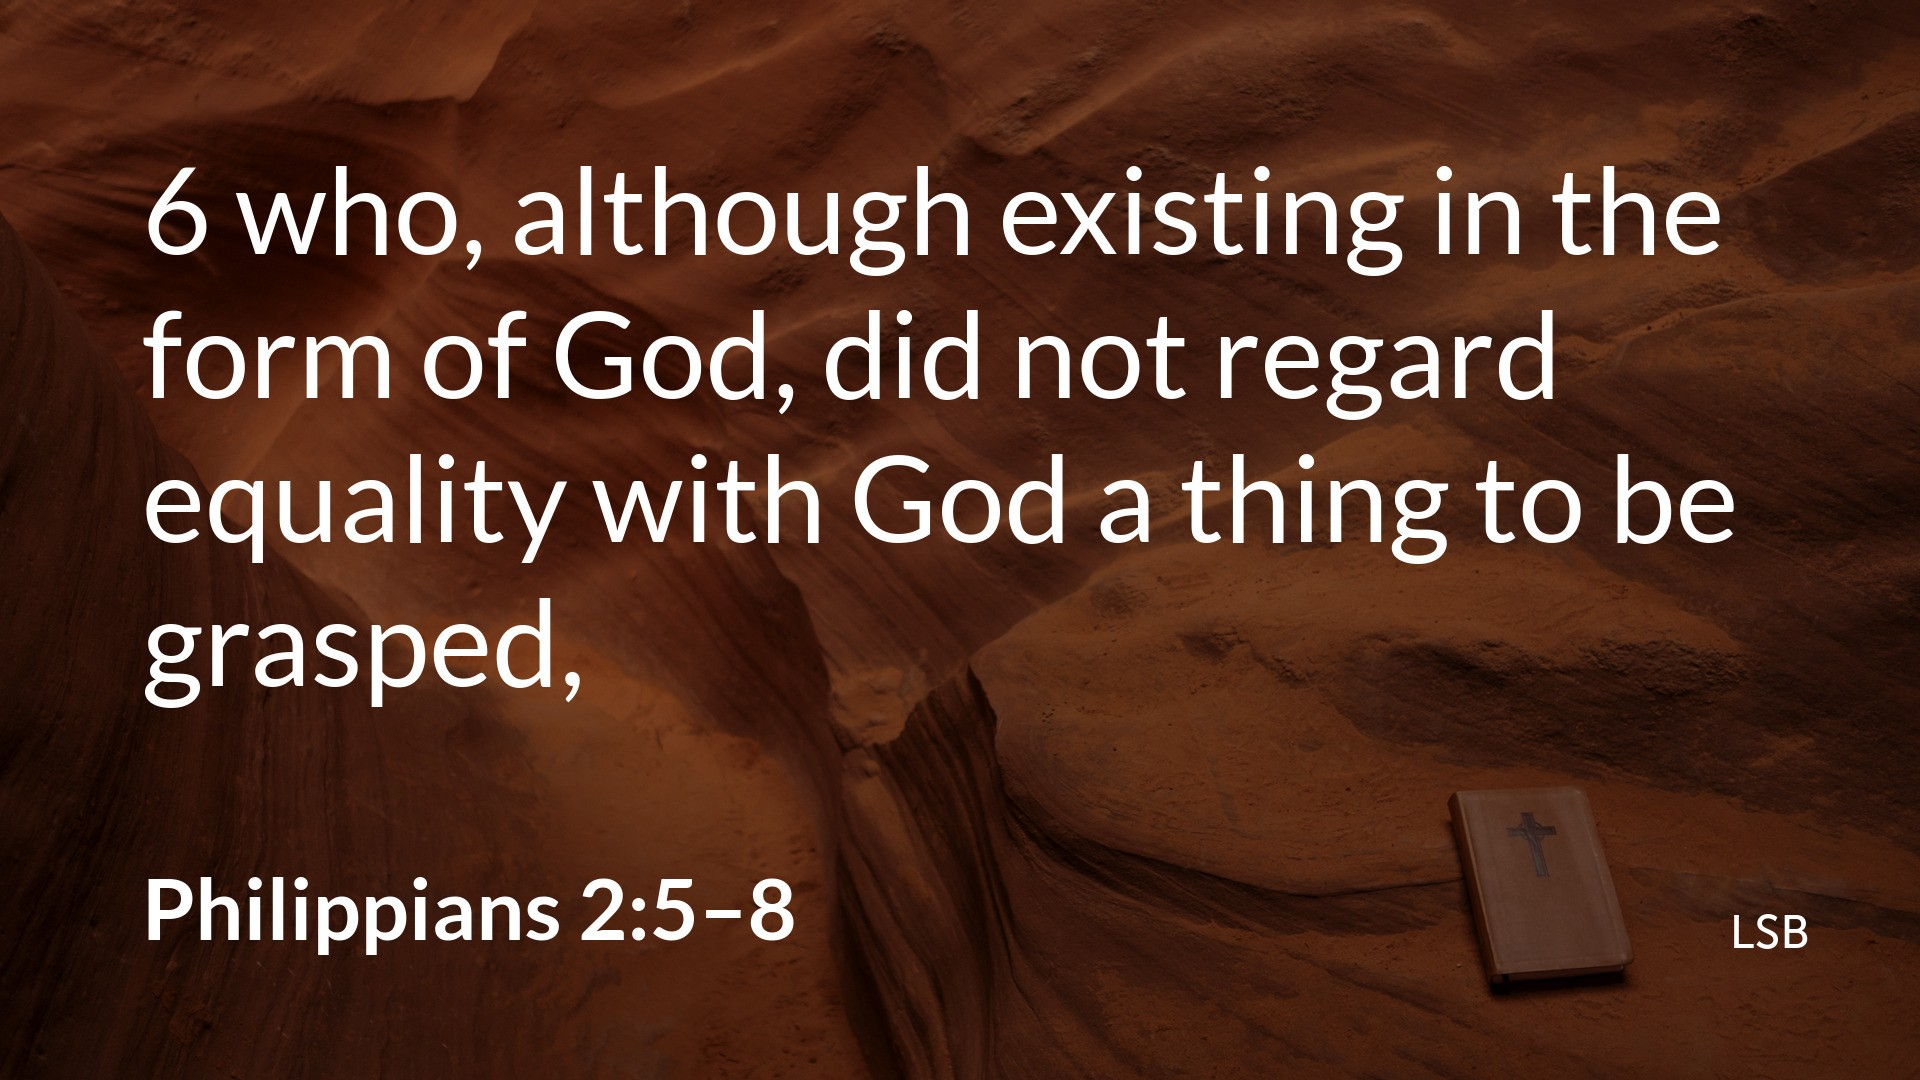 6 who, although existing in the
form of God, did not regard
equality with God a thing to be
grasped,
Philippians 2:5–8
LSB